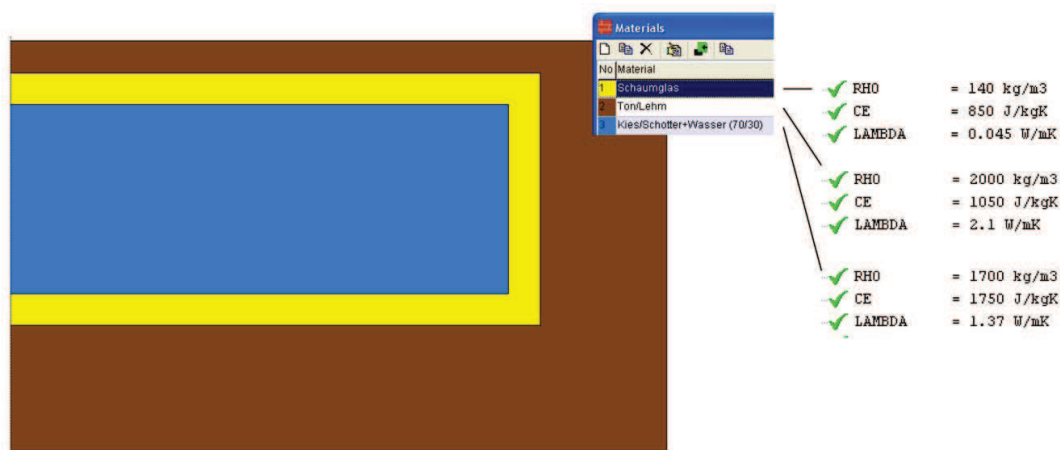 Materials
No Material
1 Schaumglas
2 Ton/Lehm
3 Kies/Schotter+Wasser (70/30)
RHO = 140 kg/m3
CE = 850 J/kgK
LAMBDA = 0.045 W/mK
RHO = 2000 kg/m3
CE = 1050 J/kgK
LAMBDA = 2.1 W/mK
RHO = 1700 kg/m3
CE = 1750 J/kgK
LAMBDA = 1.37 W/mK